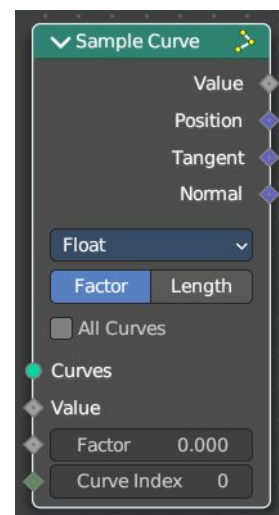 Sample Curve
Value
Position
Tangent
Normal
Float
Factor Length
All Curves
Curves
Value
Factor 0.000
Curve Index 0